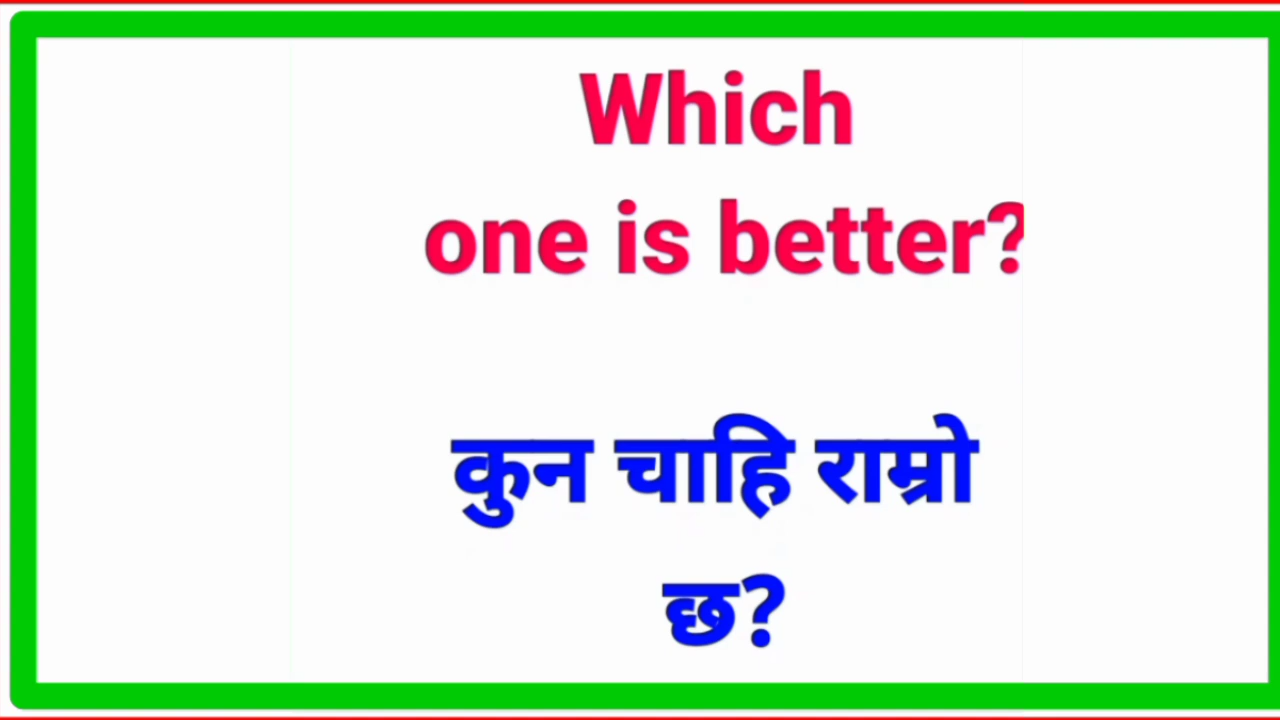 Which
one is better?
कुन चाहि राम्रो
छ?